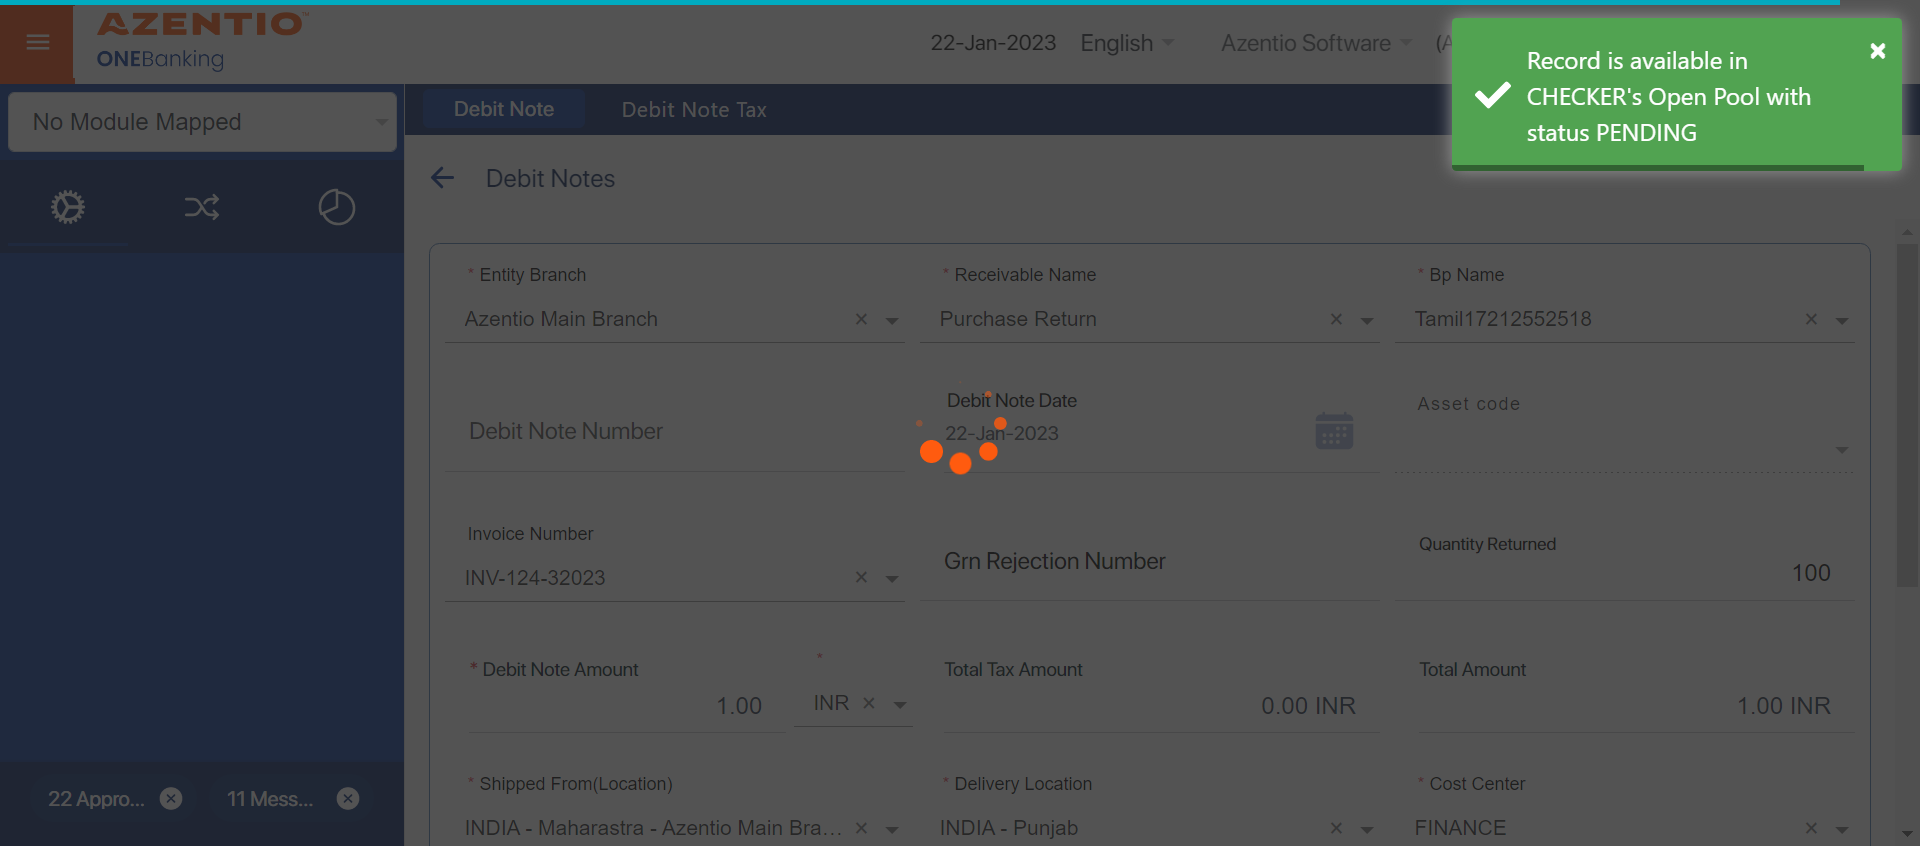 AZENTIO
ONEBanking
22-Jan-2023
English
Azentio Software
Record is available in
CHECKER's Open Pool with
status PENDING
No Module Mapped
Debit Note
Debit Note Tax
Debit Notes
* Entity Branch
* Receivable Name
* Bp Name
Azentio Main Branch
Purchase Return
Tamil17212552518
Debit Note Number
Debit Note Date
22-Jan-2023
Asset code
Invoice Number
INV-124-32023
Grn Rejection Number
Quantity Returned
100
* Debit Note Amount
1.00
*
INR
Total Tax Amount
0.00 INR
Total Amount
1.00 INR
* Shipped From(Location)
* Delivery Location
* Cost Center
INDIA - Maharastra - Azentio Main Bra...
INDIA - Punjab
FINANCE
22 Appro...
11 Mess...